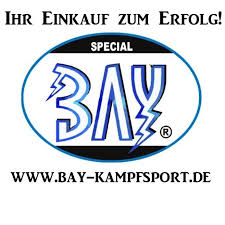 Ihr Einkauf zum Erfolg!
SPECIAL
BAY®
www.bay-kampfsport.de